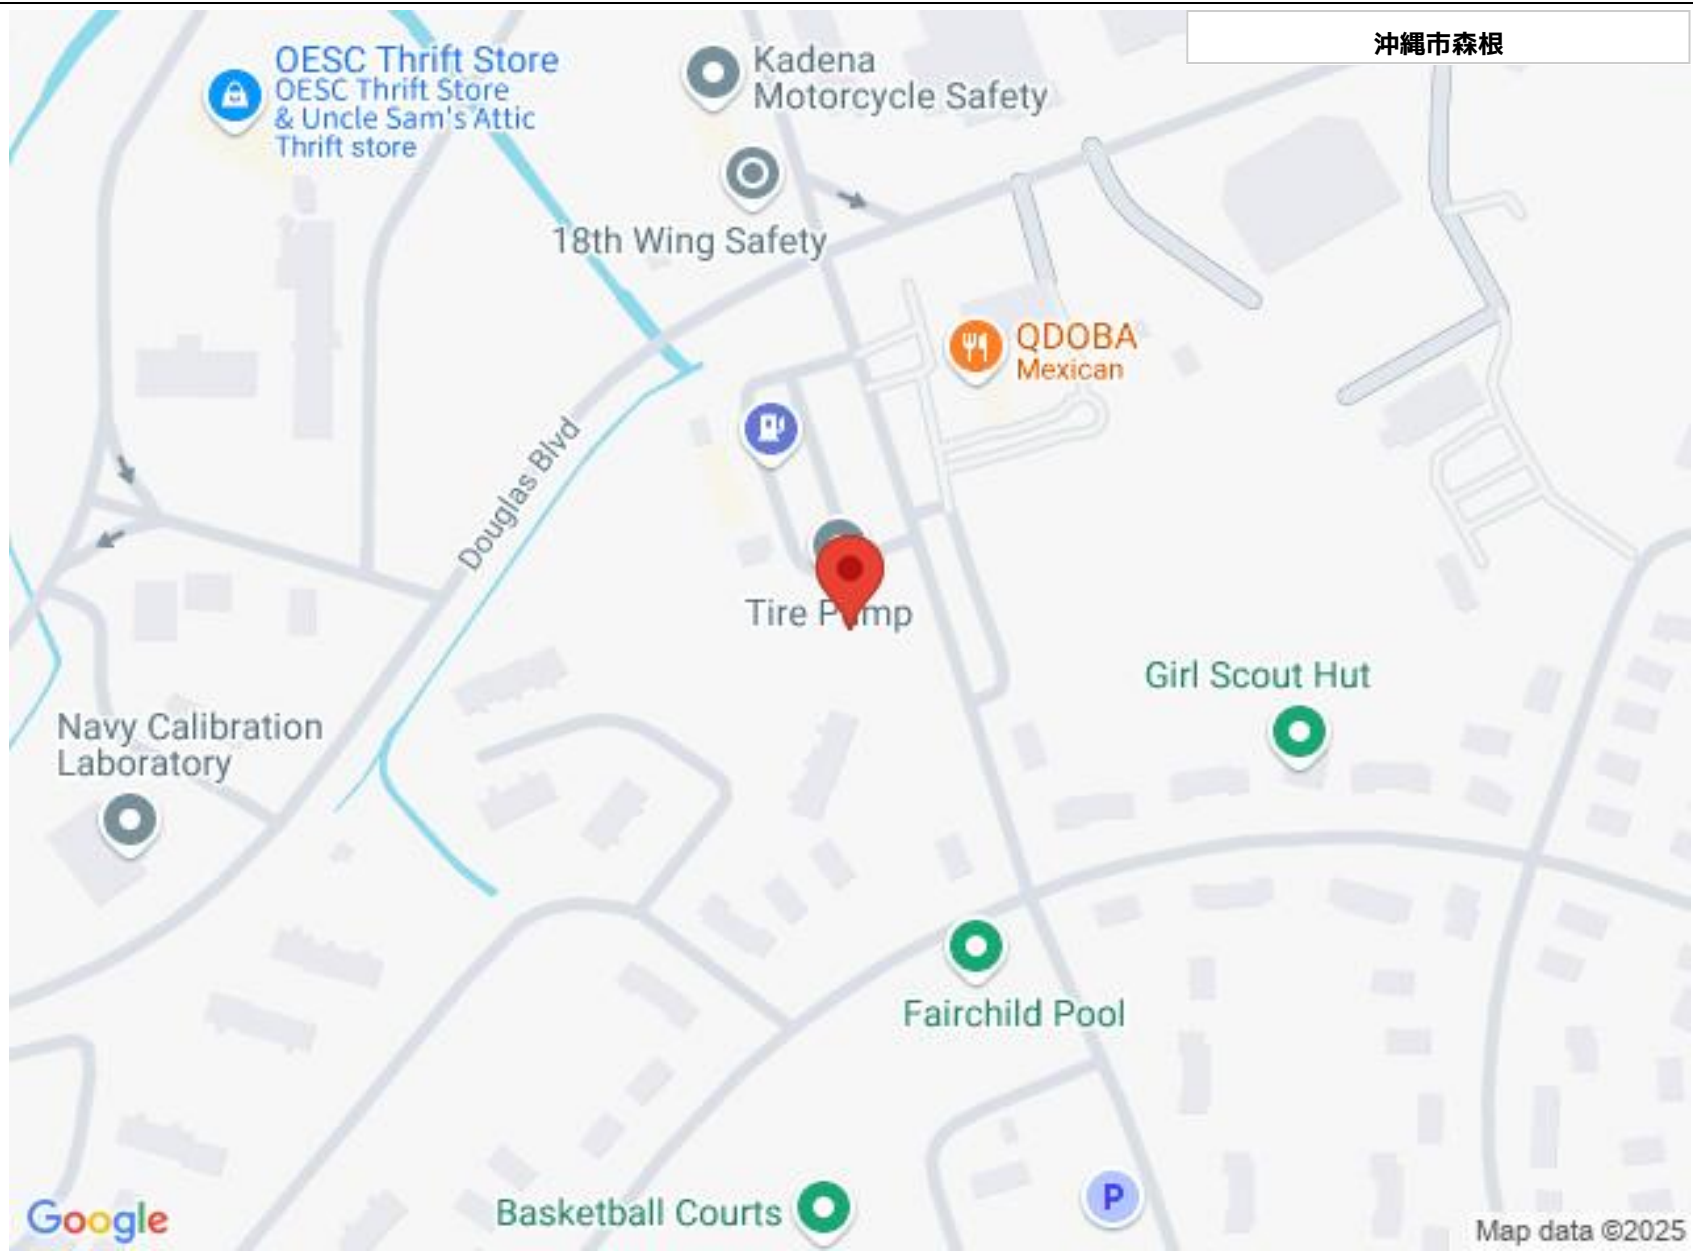 沖縄市森根
OESC Thrift Store
OESC Thrift Store
& Uncle Sam's Attic
Thrift store
Kadena
Motorcycle Safety
18th Wing Safety
QDOBA
Mexican
Douglas Blvd
Tire Pump
Girl Scout Hut
Navy Calibration
Laboratory
Fairchild Pool
P
Basketball Courts
Google
Map data ©2025